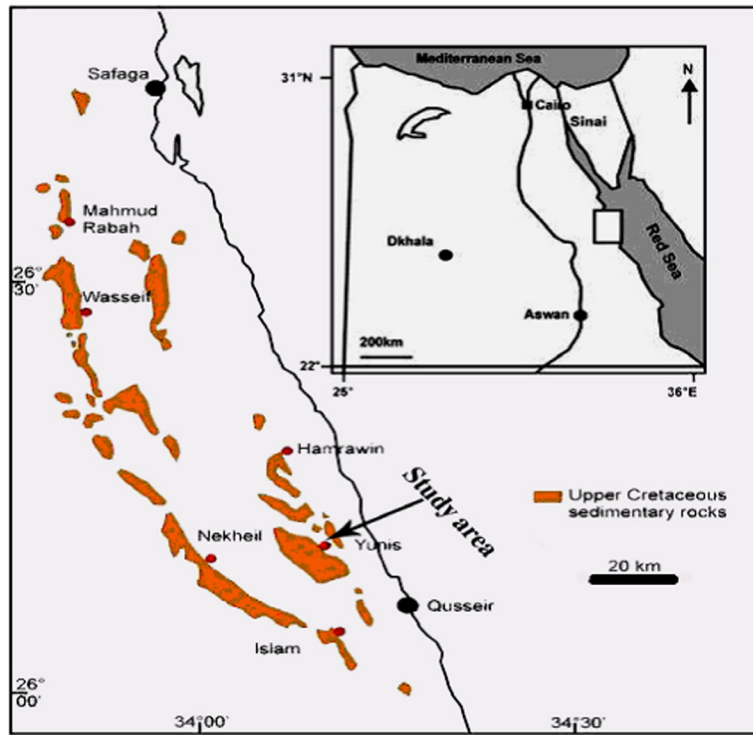 Safaga
Mahmud
Rabah
26°
30'
Wasseif
Hamrawin
Study area
Nekheil
Yunis
Qusseir
Islam
26°
00'
34°00'
34°30'
Upper Cretaceous
sedimentary rocks
20 km
Mediterranean Sea
31°N
N
Cairo
Sinai
Dkhala
Red Sea
Aswan
200km
22°
25°
36°E